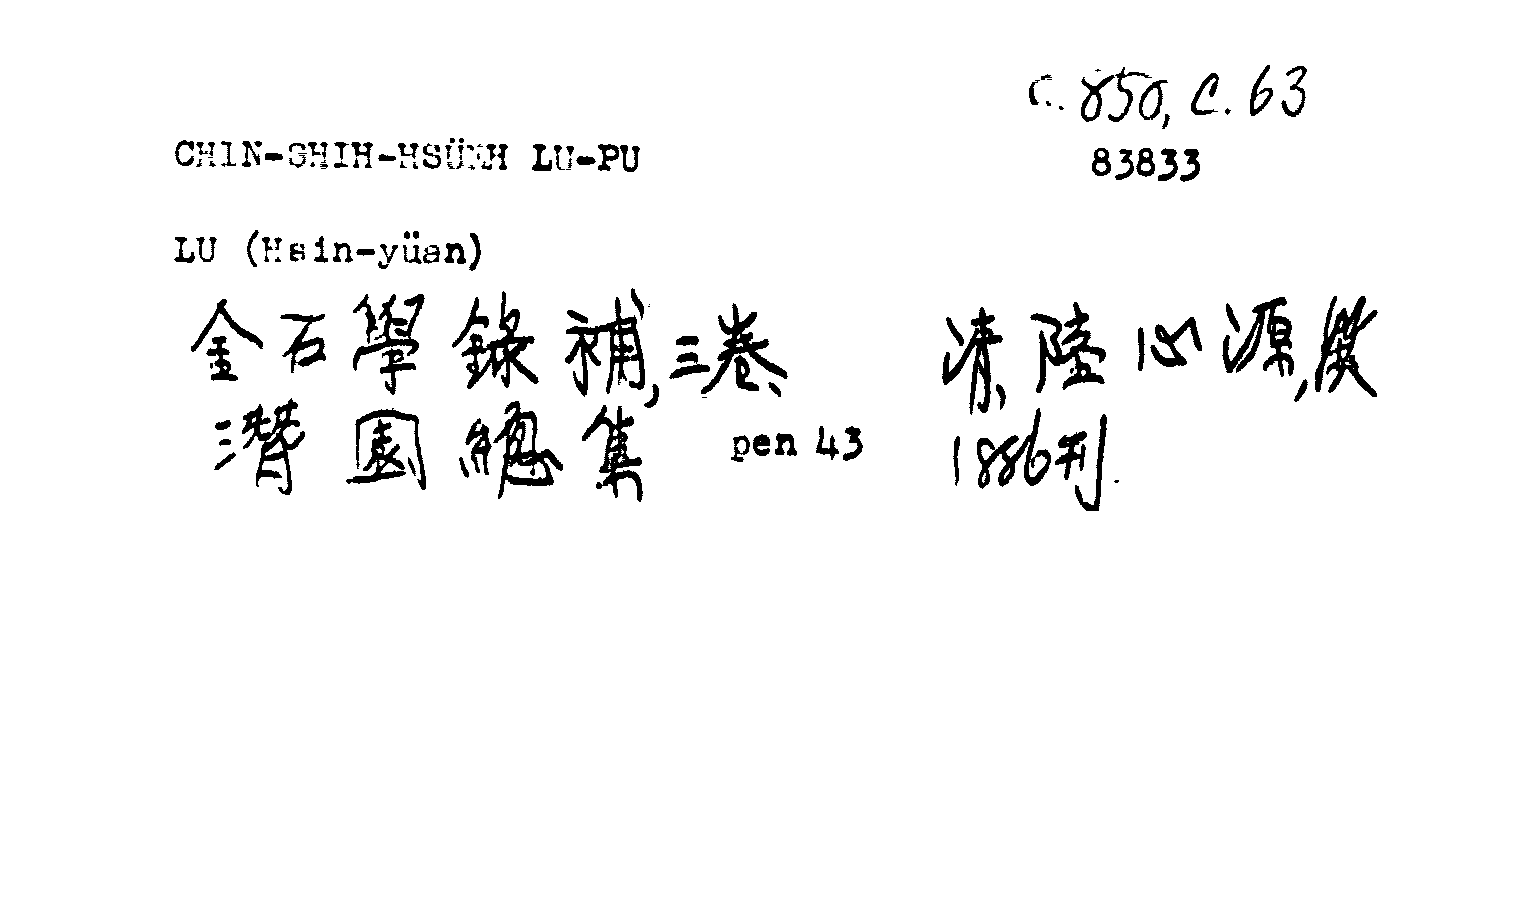 C. 850, C. 63
CHIN-SHIH-HSÜEH LU-PU
83833
LU (Hsin-yüan)
金石學錄補,三卷、 清、陸心源,撰
潛園總集 pen 43 1886刊.